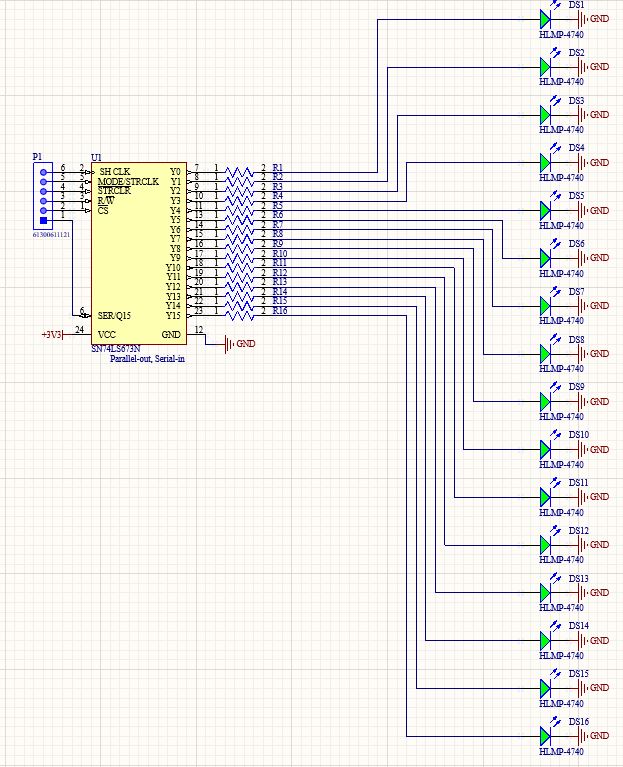 P1
6
5
4
3
2
1
61300611121
U1
2 SH CLK
5 MODE/STRCLK
4 STRCLR
3 R/W
1 CS
6 SER/Q15
+3V3 24 VCC
SN74LS673N
Parallel-out, Serial-in
Y0 7 1 2 R1
Y1 8 1 2 R2
Y2 9 1 2 R3
Y3 10 1 2 R4
Y4 11 1 2 R5
Y5 13 1 2 R6
Y6 14 1 2 R7
Y7 15 1 2 R8
Y8 16 1 2 R9
Y9 17 1 2 R10
Y10 18 1 2 R11
Y11 19 1 2 R12
Y12 20 1 2 R13
Y13 21 1 2 R14
Y14 22 1 2 R15
Y15 23 1 2 R16
GND 12
GND
DS1
GND
HLMP-4740
DS2
GND
HLMP-4740
DS3
GND
HLMP-4740
DS4
GND
HLMP-4740
DS5
GND
HLMP-4740
DS6
GND
HLMP-4740
DS7
GND
HLMP-4740
DS8
GND
HLMP-4740
DS9
GND
HLMP-4740
DS10
GND
HLMP-4740
DS11
GND
HLMP-4740
DS12
GND
HLMP-4740
DS13
GND
HLMP-4740
DS14
GND
HLMP-4740
DS15
GND
HLMP-4740
DS16
GND
HLMP-4740